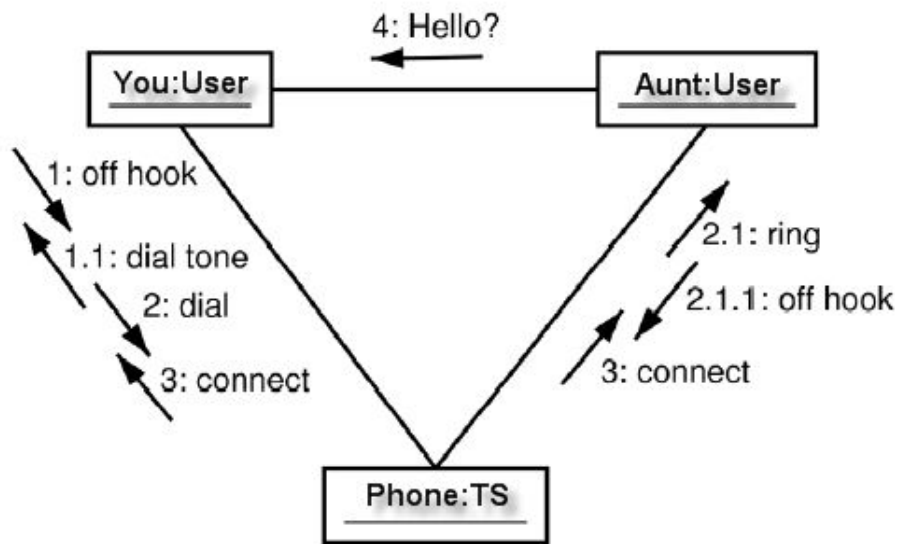 4: Hello?
You:User
Aunt:User
1: off hook
1.1: dial tone
2: dial
3: connect
2.1: ring
2.1.1: off hook
3: connect
Phone:TS